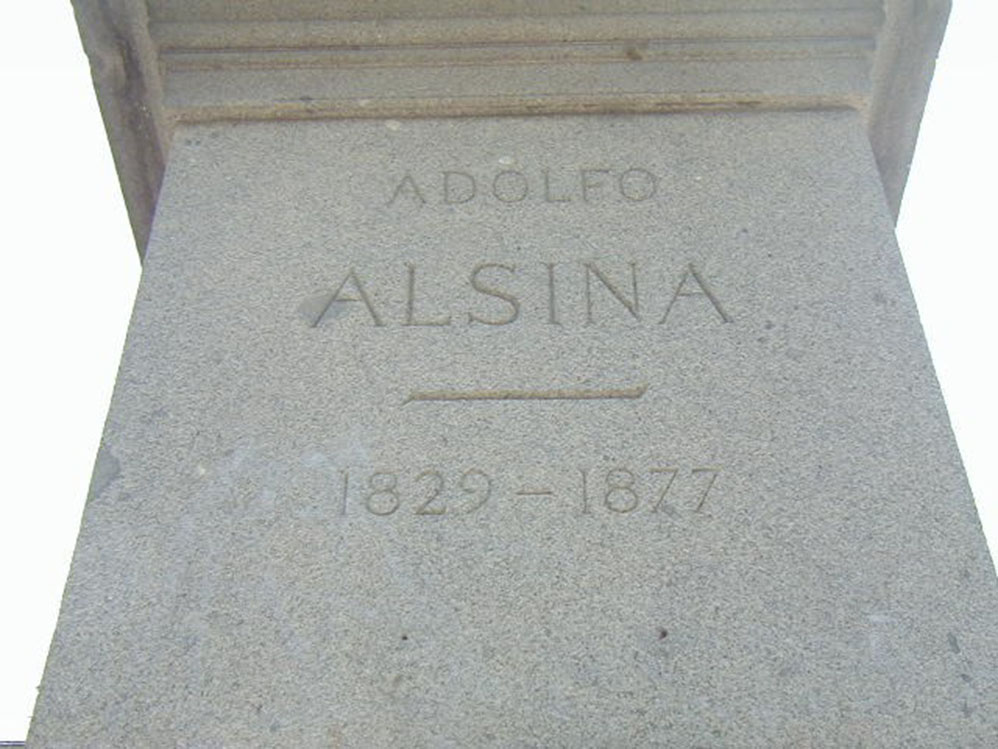 ADOLFO
ALSINA
1829 - 1877